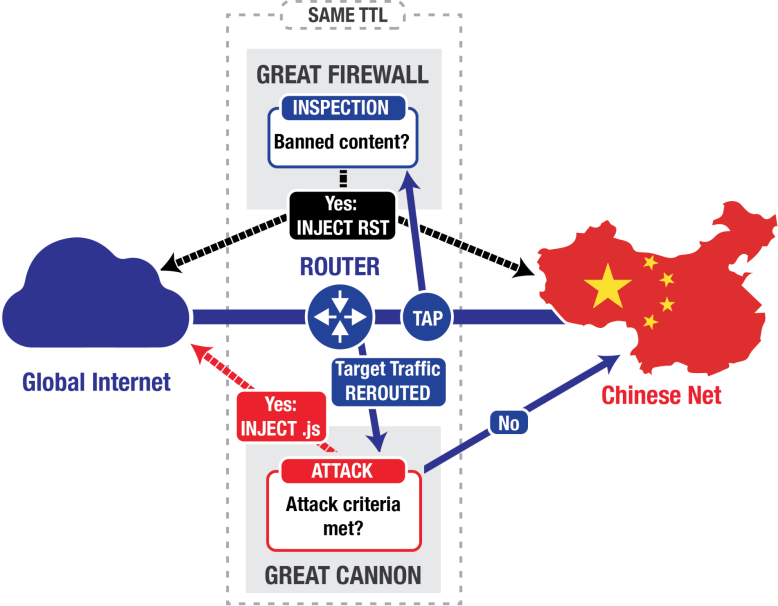 SAME TTL
GREAT FIREWALL
INSPECTION
Banned content?
Yes:
INJECT RST
ROUTER
TAP
Global Internet
Chinese Net
Target Traffic
REROUTED
Yes:
INJECT .js
No
ATTACK
Attack criteria
met?
GREAT CANNON